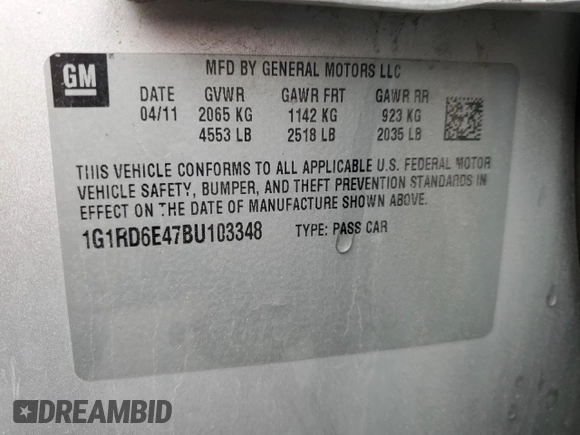 GM
MFD BY GENERAL MOTORS LLC
DATE GVWR GAWR FRT GAWR RR
04/11 2065 KG 1142 KG 923 KG
4553 LB 2518 LB 2035 LB
THIS VEHICLE CONFORMS TO ALL APPLICABLE U.S. FEDERAL MOTOR
VEHICLE SAFETY, BUMPER, AND THEFT PREVENTION STANDARDS IN
EFFECT ON THE DATE OF MANUFACTURE SHOWN ABOVE.
1G1RD6E47BU103348 TYPE: PASS CAR
DREAMBID